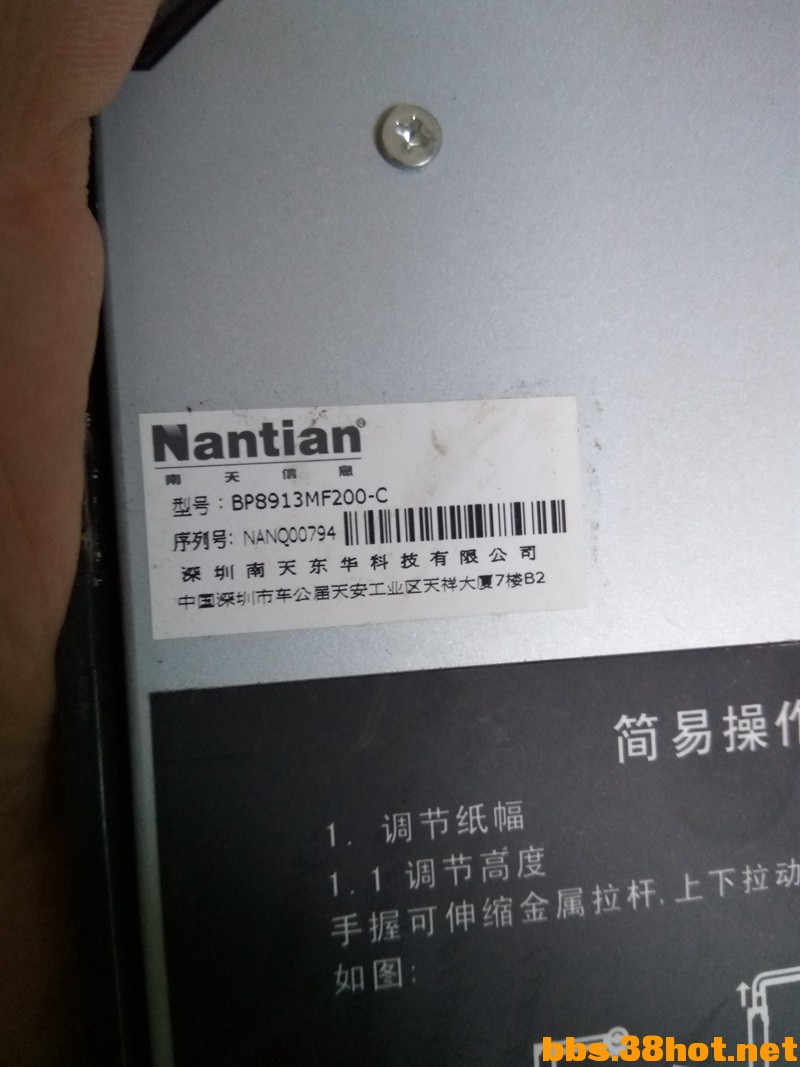 Nantian®
南天信息
型号：BP8913MF200-C
序列号: NANQ00794
深圳南天东华科技有限公司
中国深圳市车公届天安工业区天祥大厦7楼B2
简易操作
1. 调节纸幅
1.1 调节高度
手握可伸缩金属拉杆,上下拉动
如图:
bbs.38hot.net